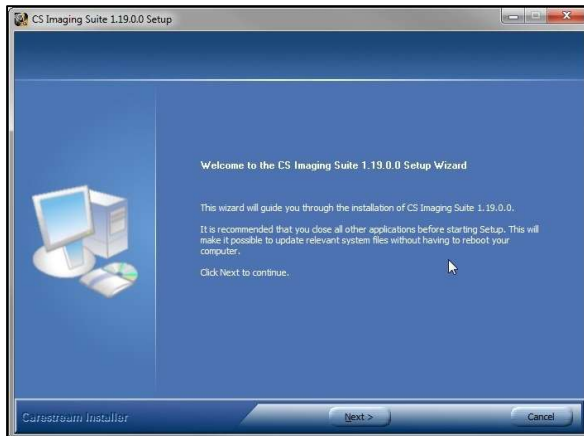 CS Imaging Suite 1.19.0.0 Setup
Welcome to the CS Imaging Suite 1.19.0.0 Setup Wizard
This wizard will guide you through the installation of CS Imaging Suite 1.19.0.0.
It is recommended that you close all other applications before starting Setup. This will
make it possible to update relevant system files without having to reboot your
computer.
Click Next to continue.
Carestream Installer
Next >
Cancel